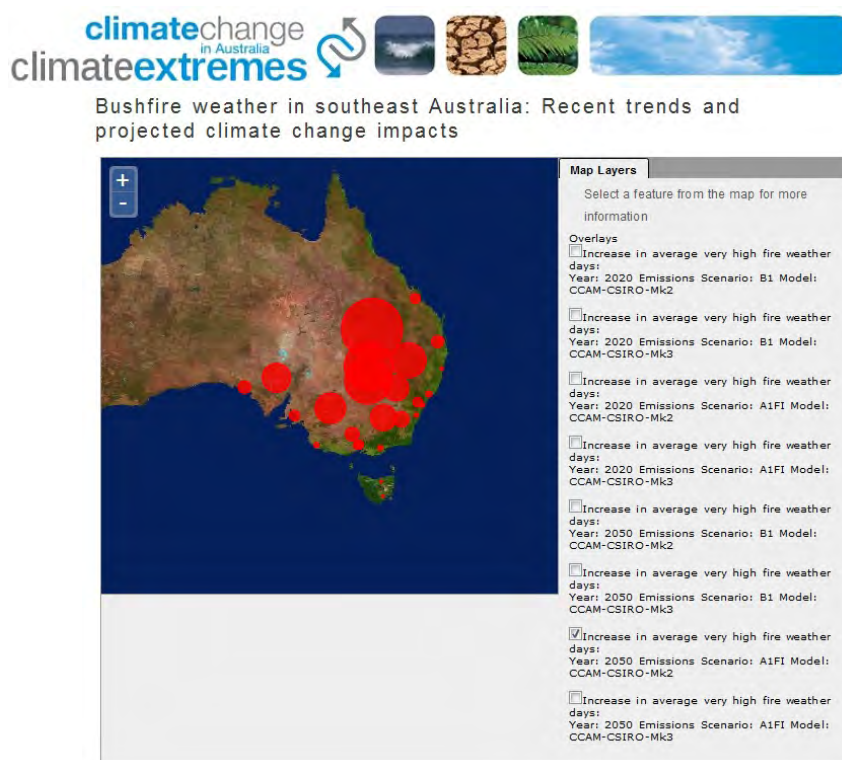 climatechange
in Australia
climateextremes
Bushfire weather in southeast Australia: Recent trends and
projected climate change impacts
+
-
Map Layers
Select a feature from the map for more
information
Overlays
Increase in average very high fire weather
days:
Year: 2020 Emissions Scenario: B1 Model:
CCAM-CSIRO-Mk2
Increase in average very high fire weather
days:
Year: 2020 Emissions Scenario: B1 Model:
CCAM-CSIRO-Mk3
Increase in average very high fire weather
days:
Year: 2020 Emissions Scenario: A1FI Model:
CCAM-CSIRO-Mk2
Increase in average very high fire weather
days:
Year: 2020 Emissions Scenario: A1FI Model:
CCAM-CSIRO-Mk3
Increase in average very high fire weather
days:
Year: 2050 Emissions Scenario: B1 Model:
CCAM-CSIRO-Mk2
Increase in average very high fire weather
days:
Year: 2050 Emissions Scenario: B1 Model:
CCAM-CSIRO-Mk3
Increase in average very high fire weather
days:
Year: 2050 Emissions Scenario: A1FI Model:
CCAM-CSIRO-Mk2
Increase in average very high fire weather
days:
Year: 2050 Emissions Scenario: A1FI Model:
CCAM-CSIRO-Mk3